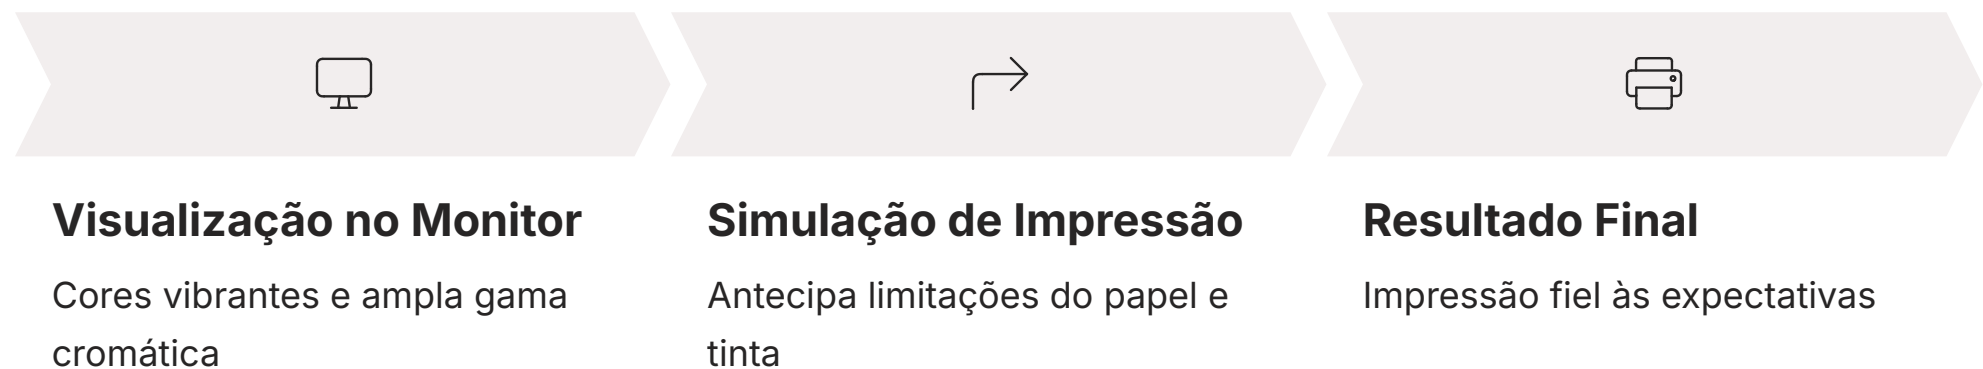 Visualização no Monitor
Cores vibrantes e ampla gama
cromática
Simulação de Impressão
Antecipa limitações do papel e
tinta
Resultado Final
Impressão fiel às expectativas